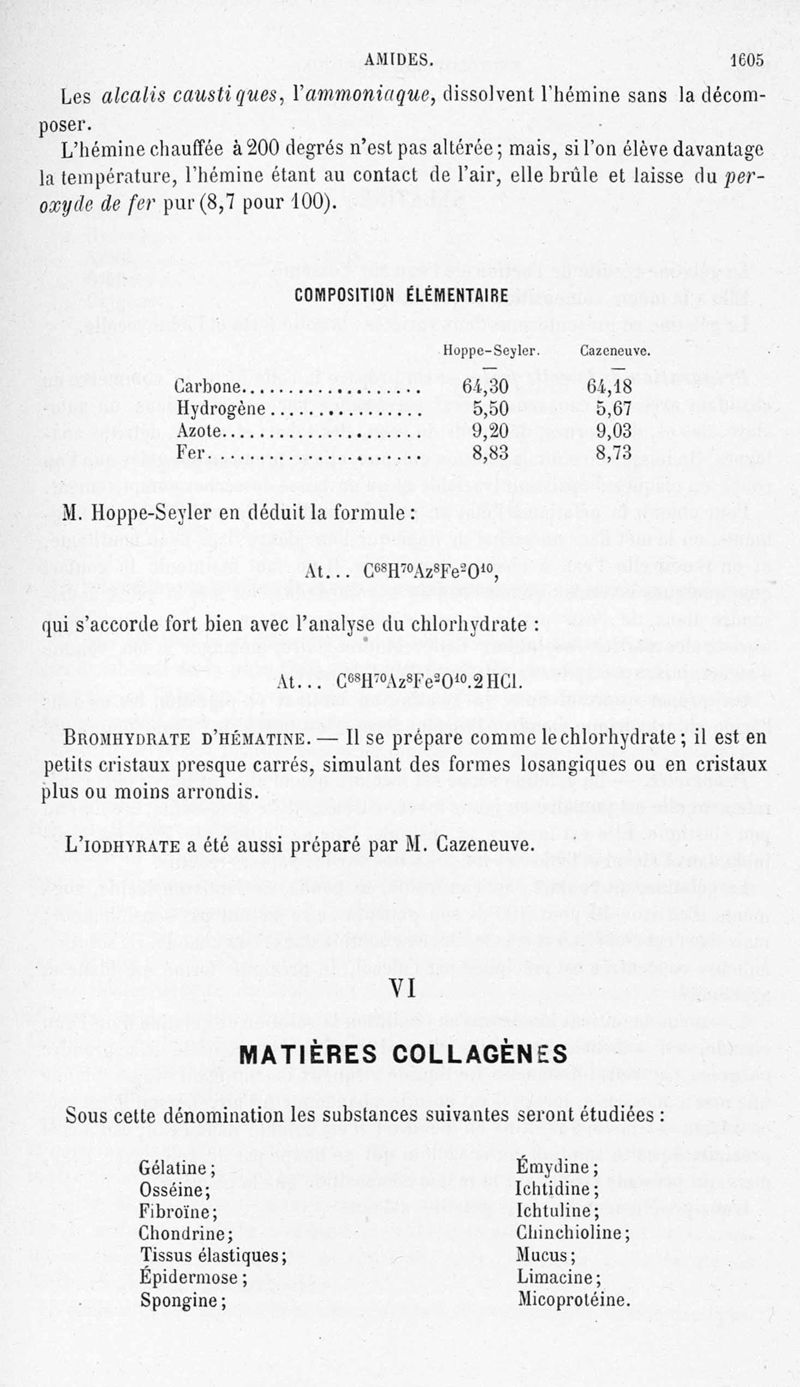 AMIDES. 1605
Les alcalis caustiques, l'ammoniaque, dissolvent l'hémine sans la décom-
poser.
L'hémine chauffée à 200 degrés n'est pas altérée; mais, si l'on élève davantage
la température, l'hémine étant au contact de l'air, elle brûle et laisse du per-
oxyde de fer pur (8,7 pour 100).
COMPOSITION ÉLÉMENTAIRE
Hoppe-Seyler. Cazeneuve.
Carbone.................... 64,30 64,18
Hydrogène................. 5,50 5,67
Azote...................... 9,20 9,03
Fer........................ 8,83 8,73
M. Hoppe-Seyler en déduit la formule :
At... C⁶⁸H⁷⁰Az⁸Fe²O¹⁰,
qui s'accorde fort bien avec l'analyse du chlorhydrate :
At... C⁶⁸H⁷⁰Az⁸Fe²O¹⁰.2HCl.
BROMHYDRATE D'HÉMATINE. — Il se prépare comme le chlorhydrate; il est en
petits cristaux presque carrés, simulant des formes losangiques ou en cristaux
plus ou moins arrondis.
L'IODHYRATE a été aussi préparé par M. Cazeneuve.
VI
MATIÈRES COLLAGÈNES
Sous cette dénomination les substances suivantes seront étudiées :
Gélatine; Émydine;
Osséine; Ichtidine;
Fibroïne; Ichtuline;
Chondrine; Chinchioline;
Tissus élastiques; Mucus;
Épidermose; Limacine;
Spongine; Micoprotéine.